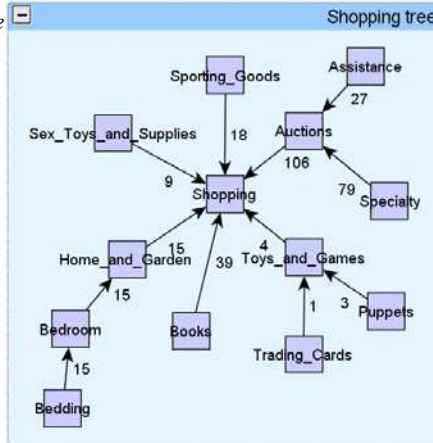 e
Shopping tree
Assistance
Sporting_Goods
27
Sex_Toys_and_Supplies
18
Auctions
106
9
Shopping
79
Specialty
15
4
Home_and_Garden
39
Toys_and_Games
15
1
3
Bedroom
Books
Puppets
15
Trading_Cards
Bedding